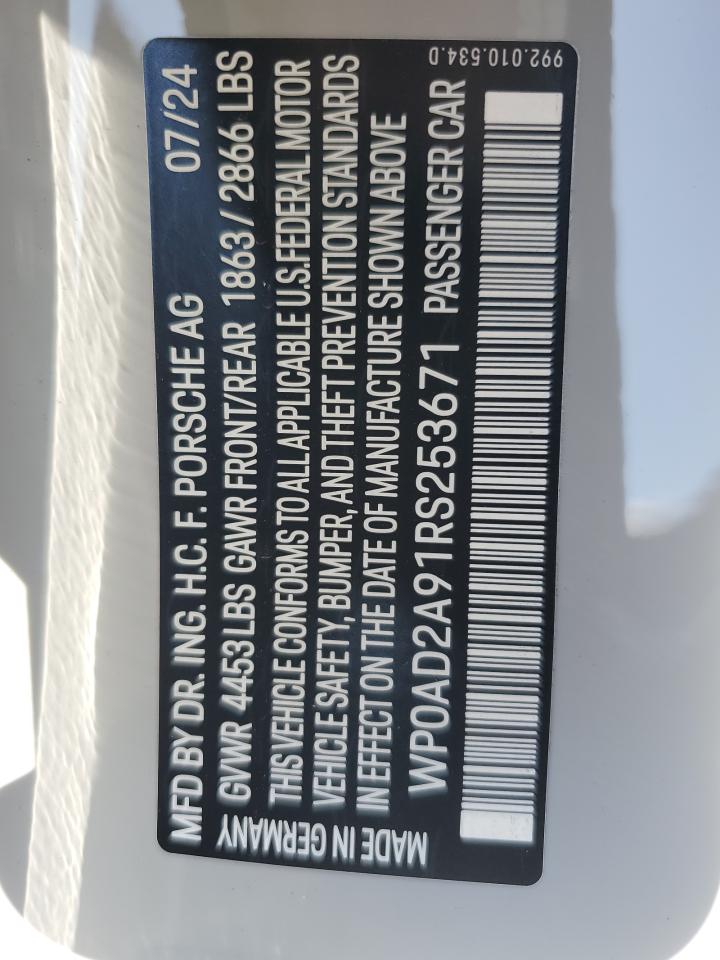 MFD BY DR. ING. H.C. F. PORSCHE AG 07/24
GVWR 4453 LBS GAWR FRONT/REAR 1863 / 2866 LBS
THIS VEHICLE CONFORMS TO ALL APPLICABLE U.S.FEDERAL MOTOR
VEHICLE SAFETY, BUMPER, AND THEFT PREVENTION STANDARDS
IN EFFECT ON THE DATE OF MANUFACTURE SHOWN ABOVE
WP0AD2A91RS253671 PASSENGER CAR
MADE IN GERMANY
992.010.534.D